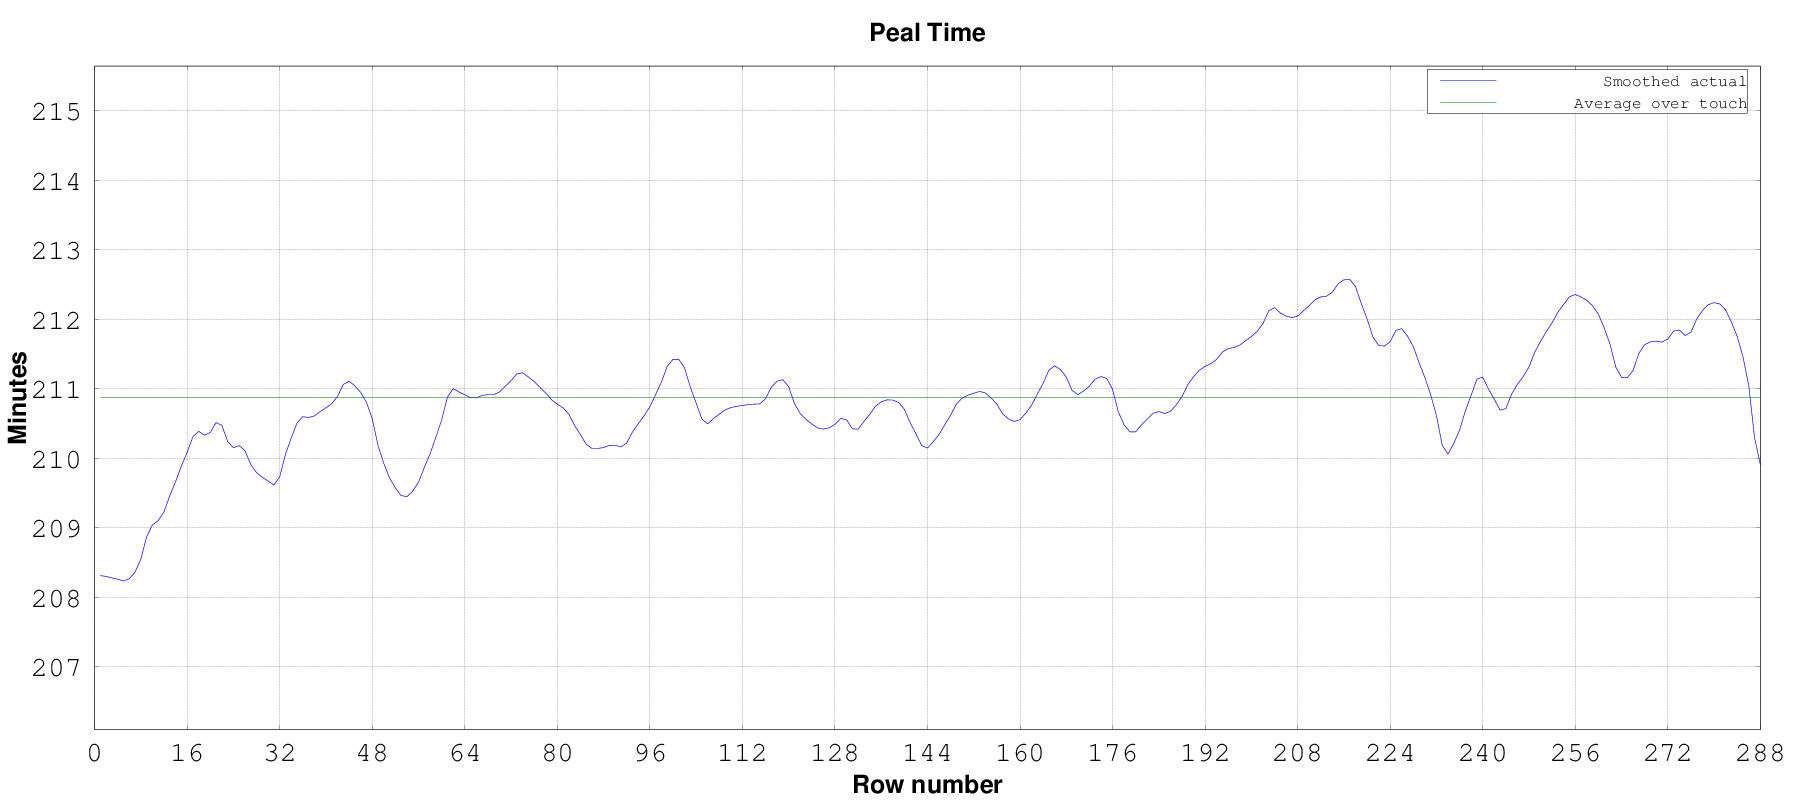 Peal Time
Smoothed actual
Average over touch
215
214
213
212
211
210
209
208
207
Minutes
0 16 32 48 64 80 96 112 128 144 160 176 192 208 224 240 256 272 288
Row number